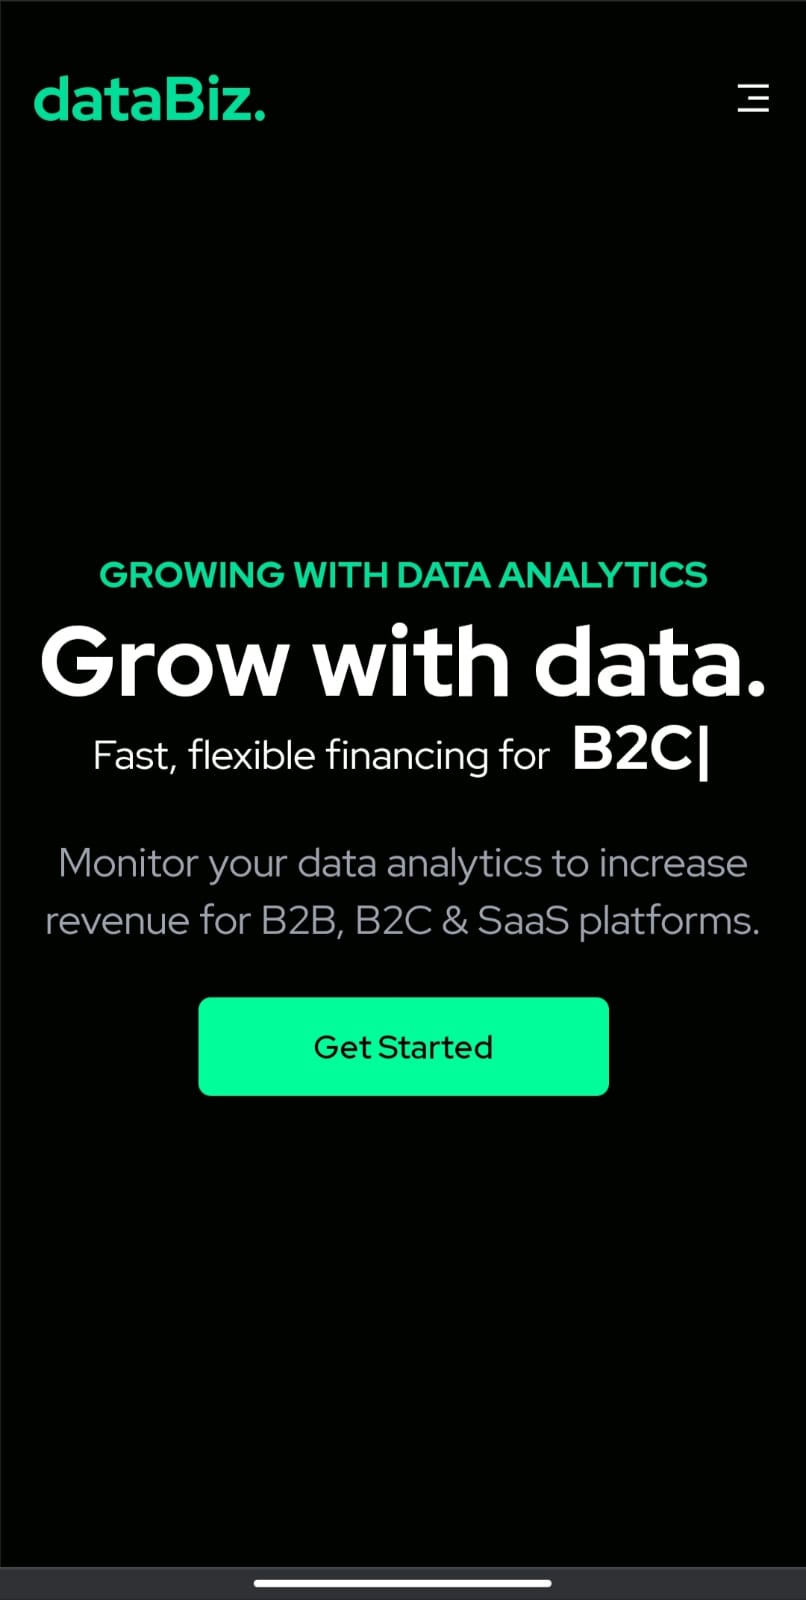 dataBiz.
GROWING WITH DATA ANALYTICS
Grow with data.
Fast, flexible financing for B2C|
Monitor your data analytics to increase
revenue for B2B, B2C & SaaS platforms.
Get Started